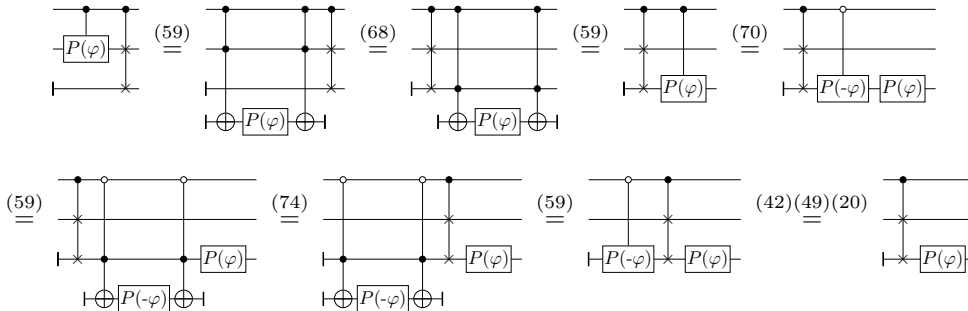 P(φ) (59) = (68) = (59) = (70) =
P(φ) P(-φ) P(φ)
P(φ) P(φ)
(59) = (74) = (59) = (42)(49)(20) =
P(φ) P(φ) P(-φ) P(φ) P(φ)
P(-φ) P(-φ)